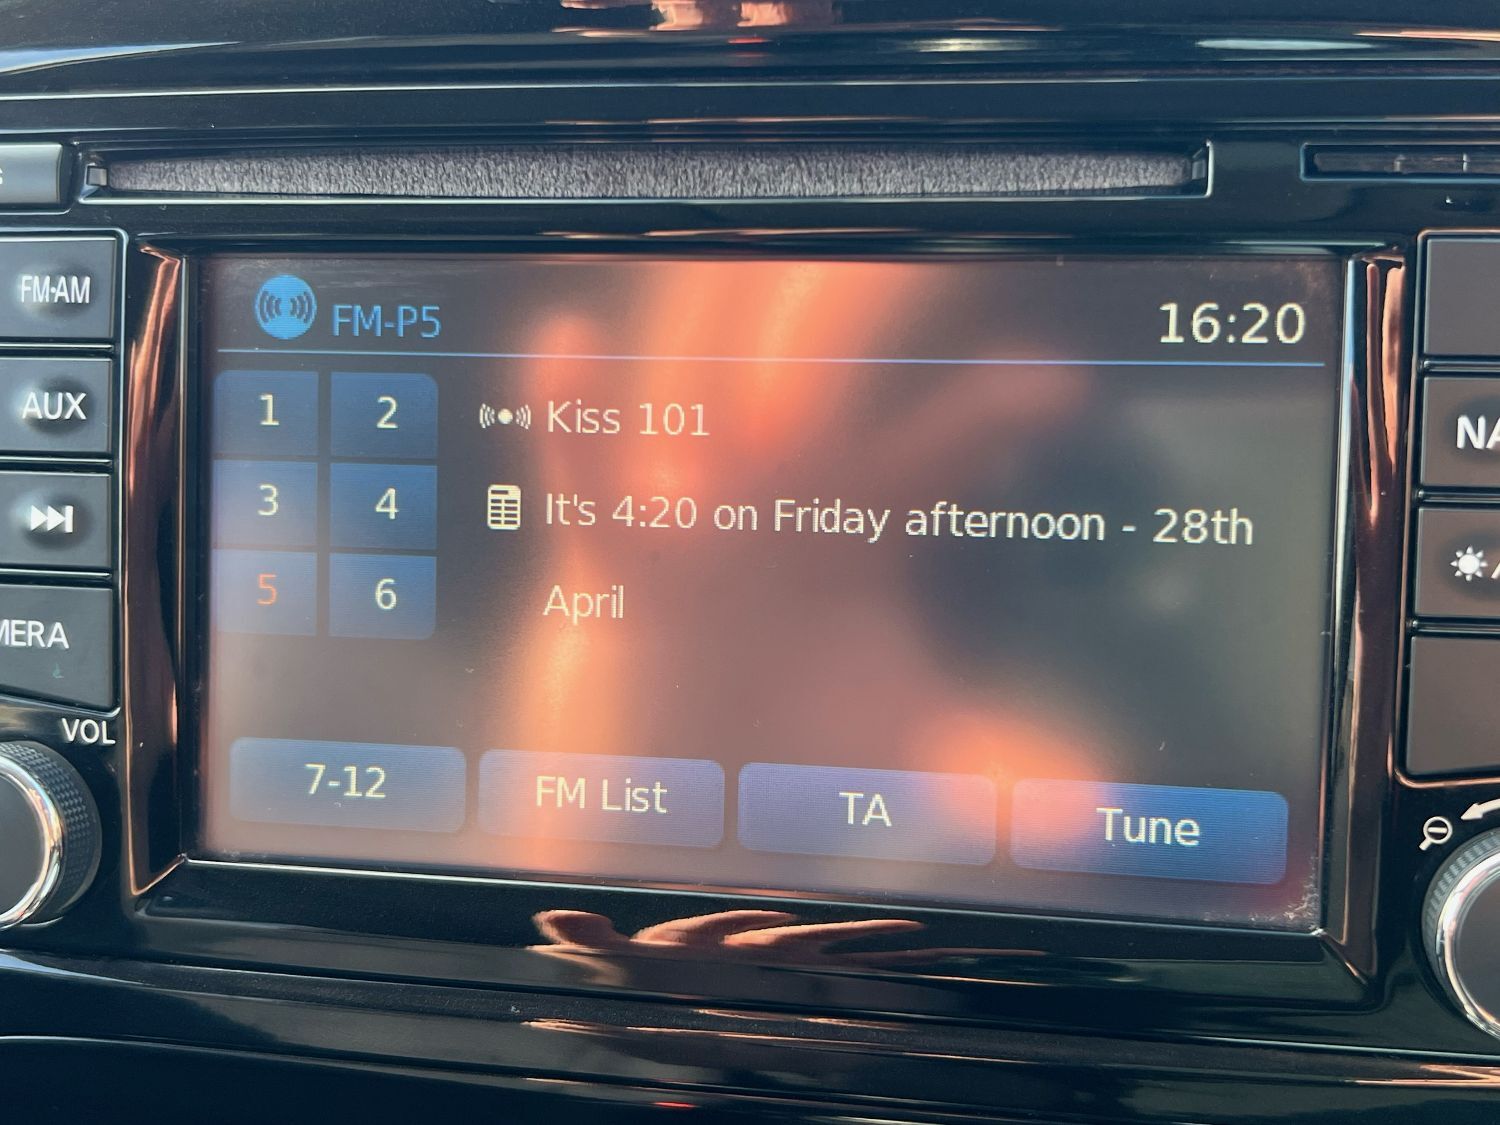 FM-P5 16:20
FM•AM
AUX
VOL
1 2
3 4
5 6
Kiss 101
It's 4:20 on Friday afternoon - 28th
April
7-12 FM List TA Tune